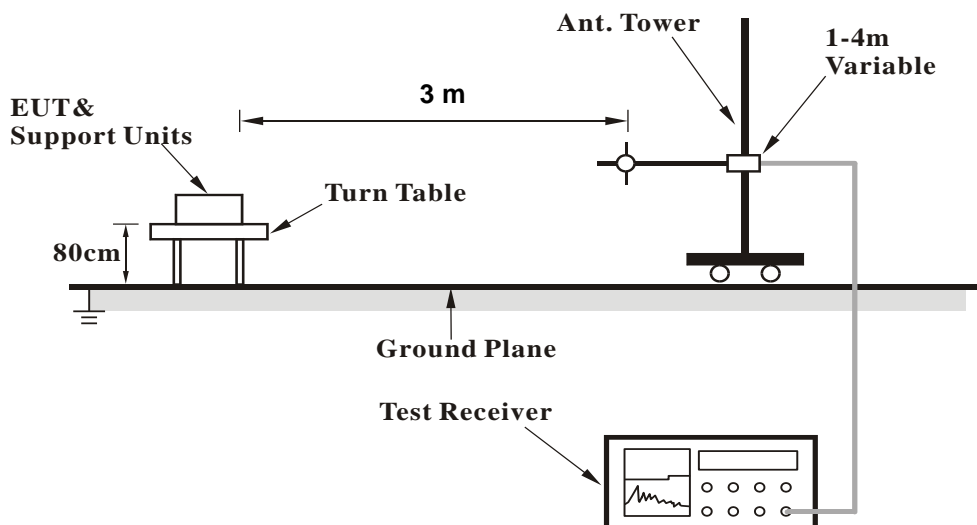 Ant. Tower
1-4m
Variable
3 m
EUT&
Support Units
Turn Table
80cm
Ground Plane
Test Receiver